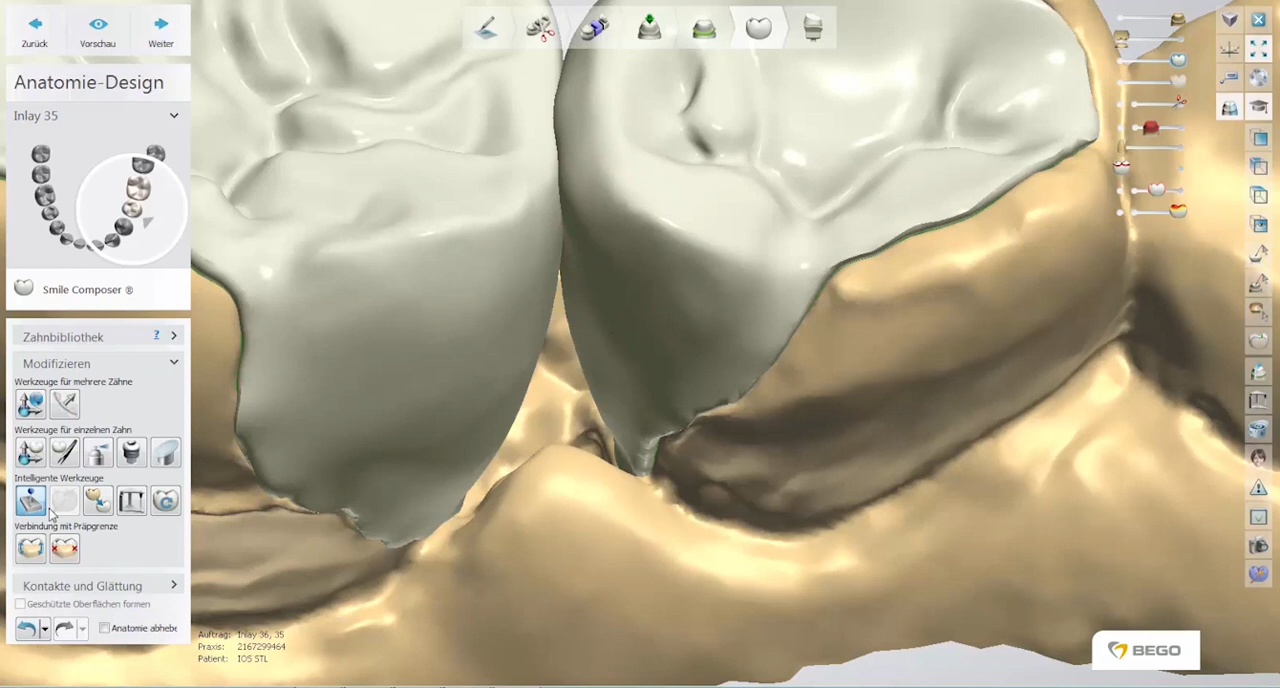 Zurück
Vorschau
Weiter
Anatomie-Design
Inlay 35
Smile Composer ®
Zahnbibliothek ?
Modifizieren
Werkzeuge für mehrere Zähne
Werkzeuge für einzelnen Zahn
Intelligente Werkzeuge
Verbindung mit Präpgrenze
Kontakte und Glättung
Geschützte Oberflächen formen
Anatomie abhebe
Auftrag: Inlay 36, 35
Praxis: 2167299464
Patient: IOS STL
BEGO